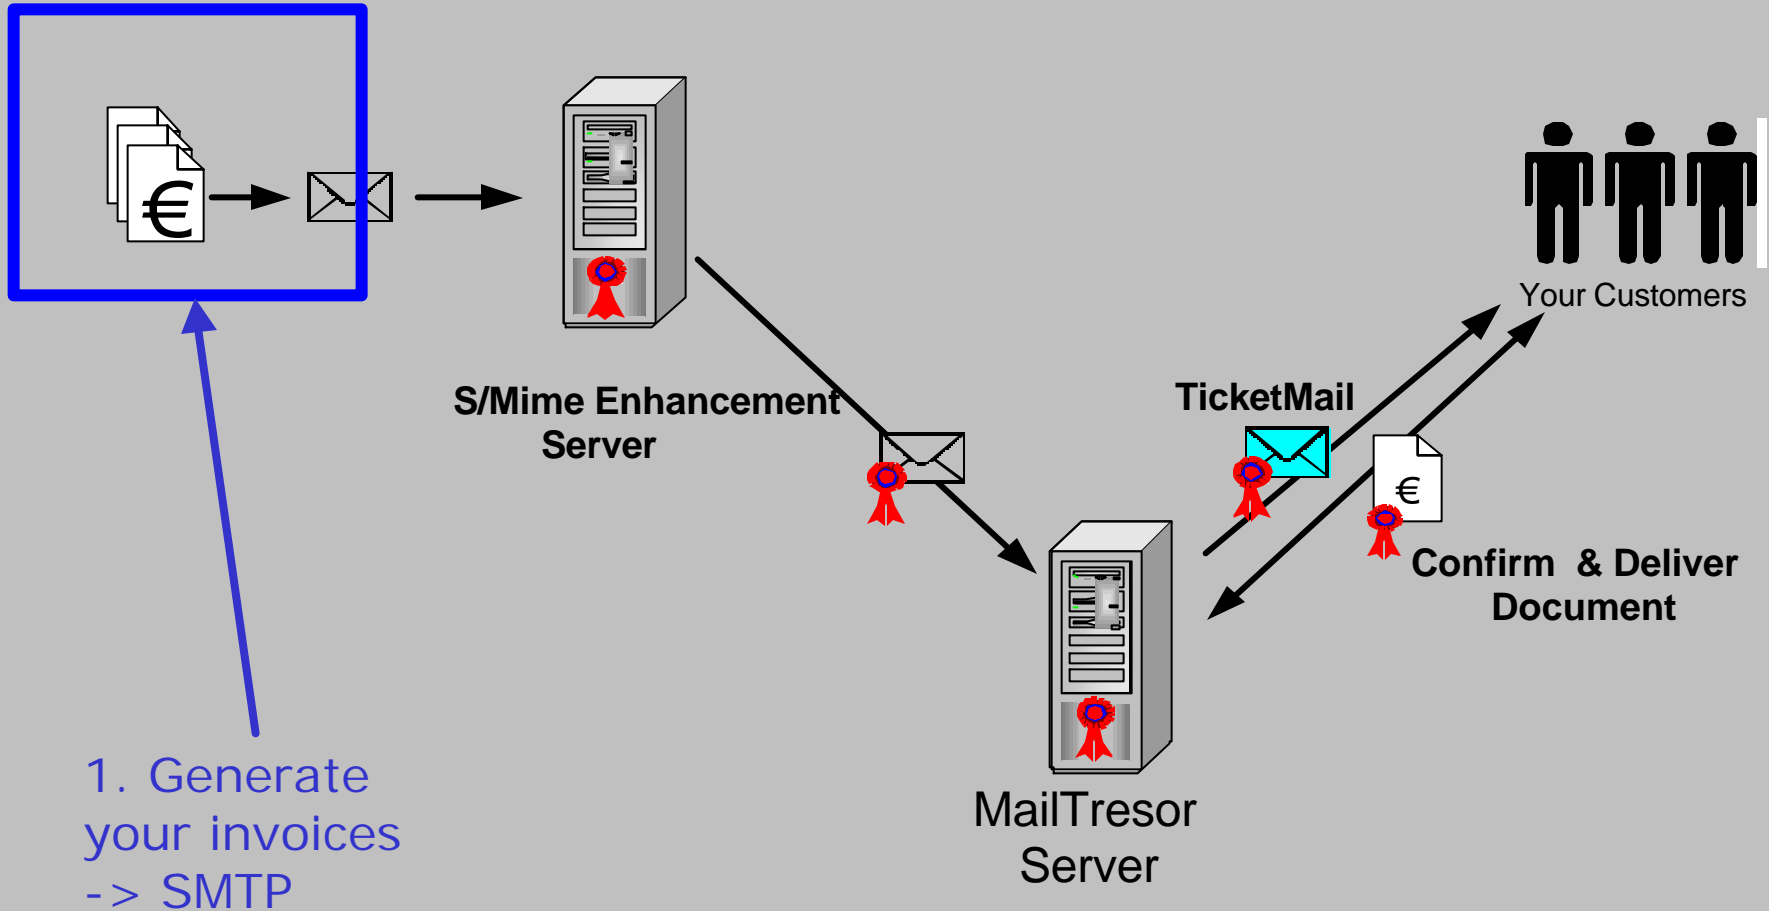 €
Your Customers
S/Mime Enhancement
Server
TicketMail
€
Confirm & Deliver
Document
1. Generate
your invoices
-> SMTP
MailTresor
Server